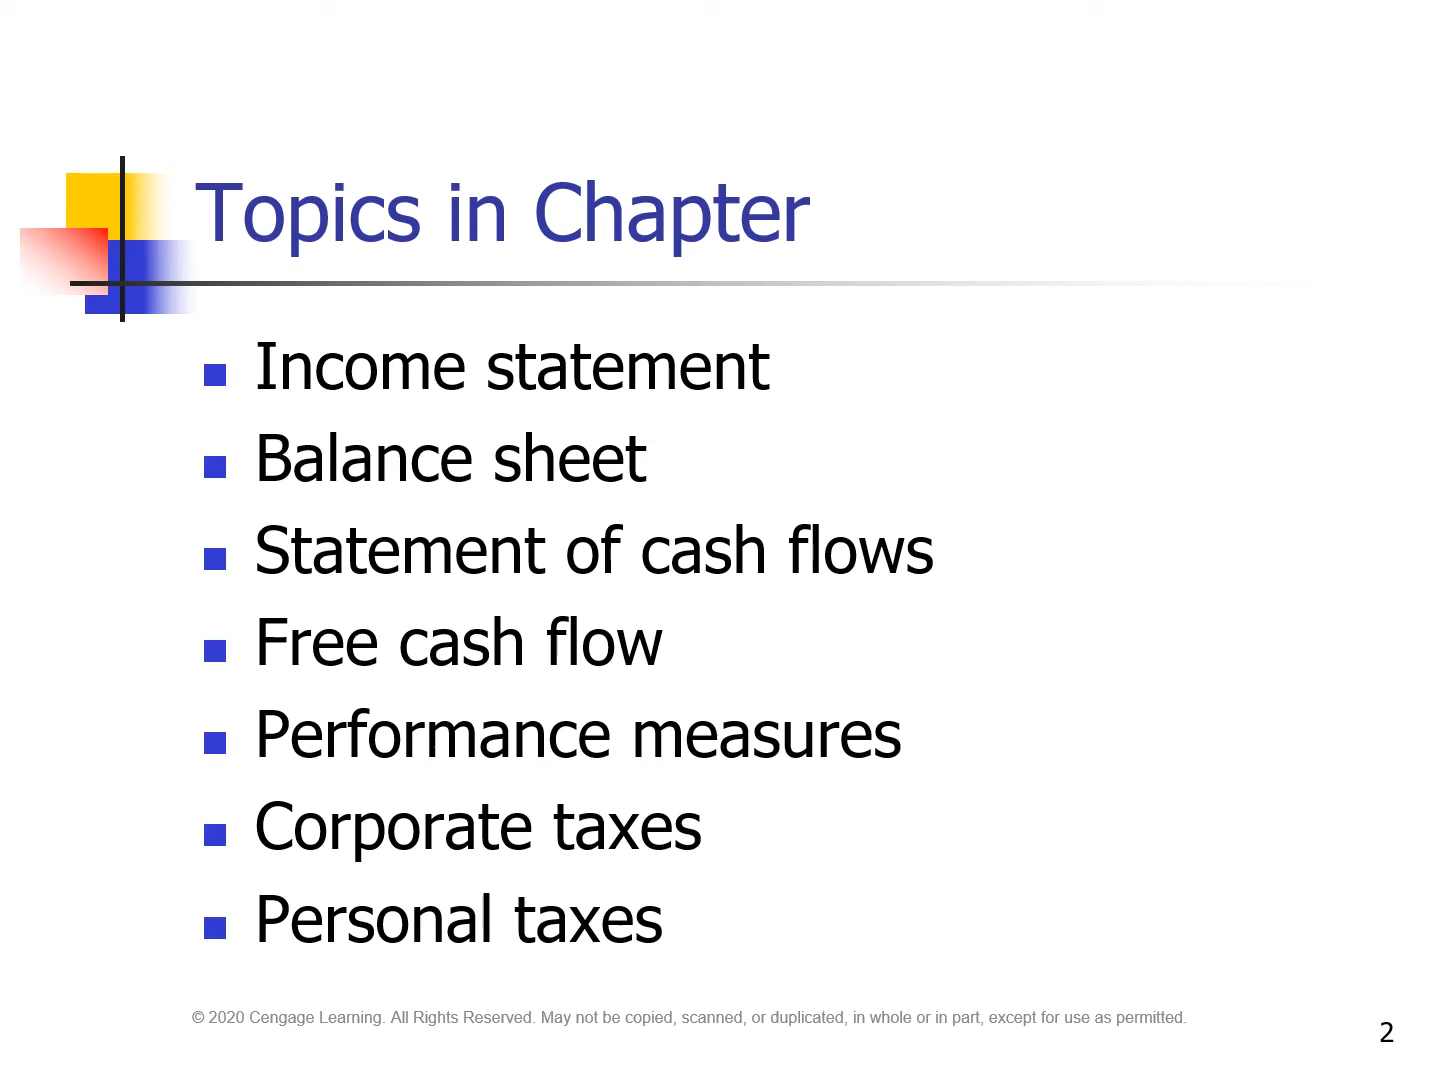 Topics in Chapter
Income statement
Balance sheet
Statement of cash flows
Free cash flow
Performance measures
Corporate taxes
Personal taxes
© 2020 Cengage Learning. All Rights Reserved. May not be copied, scanned, or duplicated, in whole or in part, except for use as permitted.
2